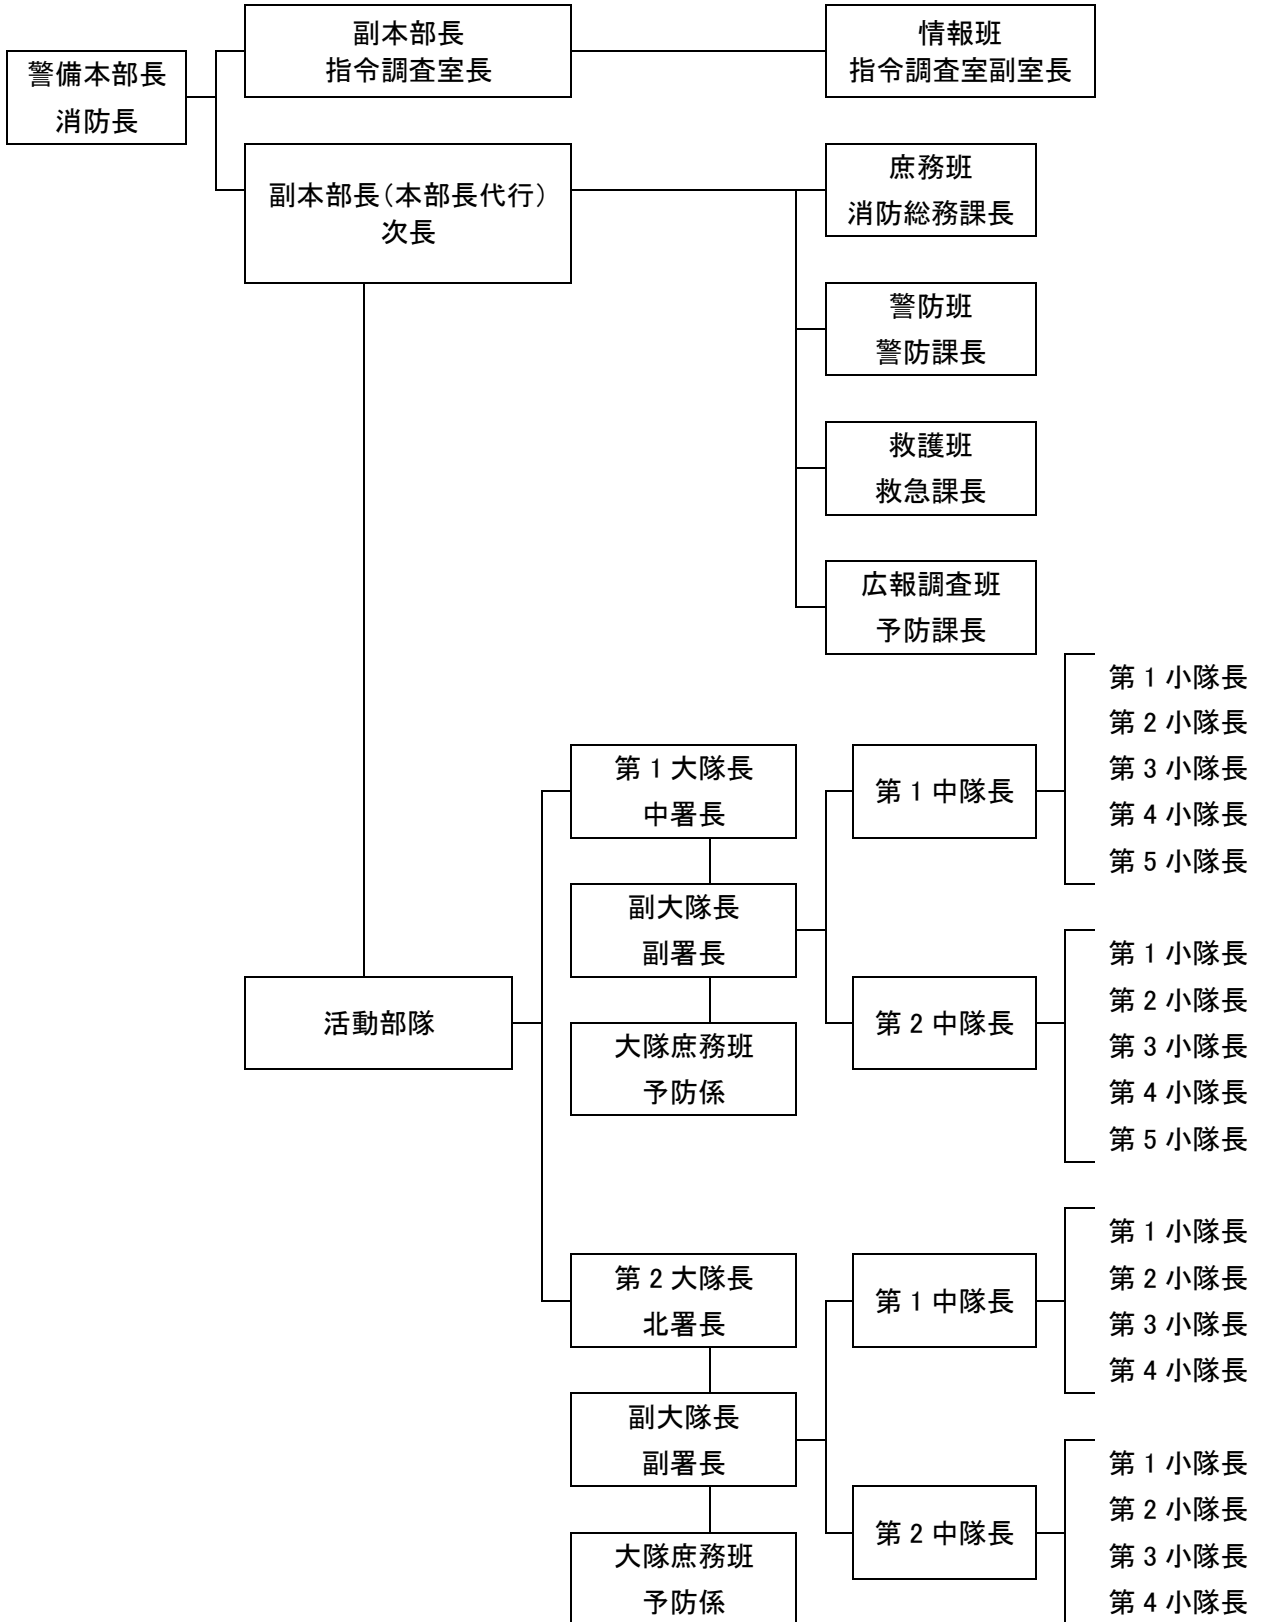 警備本部長
消防長
副本部長
指令調査室長
情報班
指令調査室副室長
副本部長(本部長代行)
次長
庶務班
消防総務課長
警防班
警防課長
救護班
救急課長
広報調査班
予防課長
活動部隊
第1大隊長
中署長
副大隊長
副署長
大隊庶務班
予防係
第1中隊長
第1小隊長
第2小隊長
第3小隊長
第4小隊長
第5小隊長
第2中隊長
第1小隊長
第2小隊長
第3小隊長
第4小隊長
第5小隊長
第2大隊長
北署長
副大隊長
副署長
大隊庶務班
予防係
第1中隊長
第1小隊長
第2小隊長
第3小隊長
第4小隊長
第2中隊長
第1小隊長
第2小隊長
第3小隊長
第4小隊長